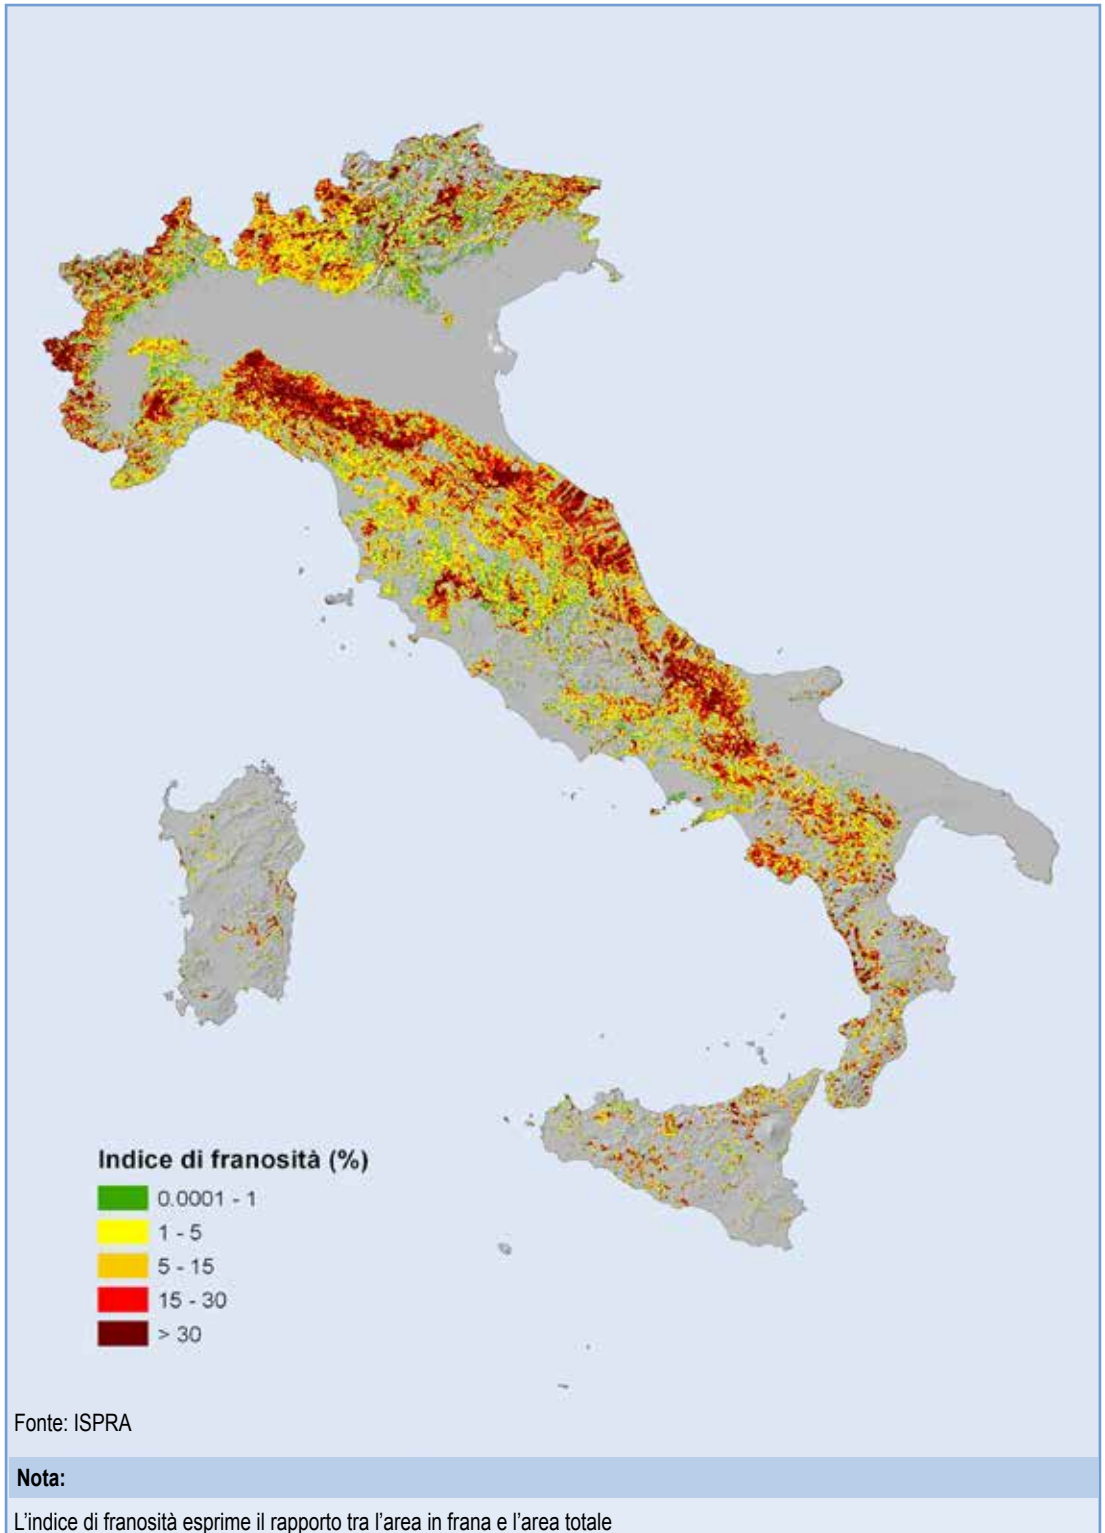 Indice di franosità (%)
0.0001 - 1
1 - 5
5 - 15
15 - 30
> 30
Fonte: ISPRA
Nota:
L'indice di franosità esprime il rapporto tra l'area in frana e l'area totale